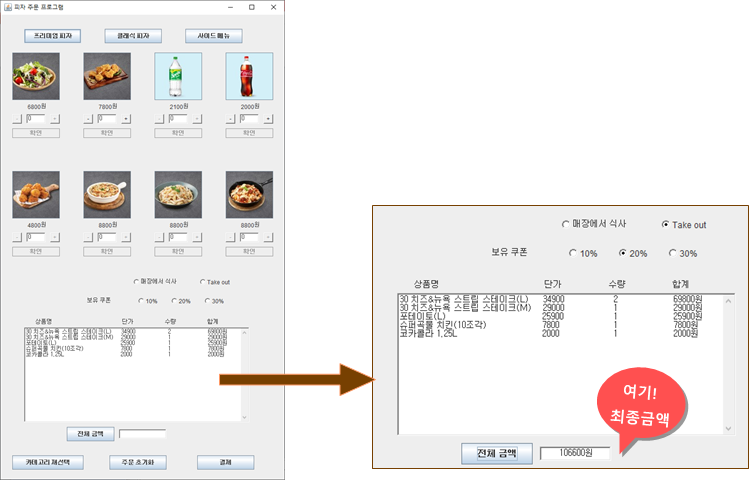 피자 주문 프로그램
프리미엄 피자 클래식 피자 사이드 메뉴
6800원 7800원 2100원 2000원
- 0 + - 0 + - 0 + - 0 +
확인 확인 확인 확인
4800원 8800원 8800원 8800원
- 0 + - 0 + - 0 + - 0 +
확인 확인 확인 확인
매장에서 식사 Take out
보유 쿠폰 10% 20% 30%
상품명 단가 수량 합계
30 치즈&뉴욕 스트립 스테이크(L) 34900 2 69800원
30 치즈&뉴욕 스트립 스테이크(M) 29000 1 29000원
포테이토(L) 25900 1 25900원
슈퍼곡물 치킨(10조각) 7800 1 7800원
코카콜라 1,25L 2000 1 2000원
전체 금액
카테고리 재선택 주문 초기화 결제
매장에서 식사 Take out
보유 쿠폰 10% 20% 30%
상품명 단가 수량 합계
30 치즈&뉴욕 스트립 스테이크(L) 34900 2 69800원
30 치즈&뉴욕 스트립 스테이크(M) 29000 1 29000원
포테이토(L) 25900 1 25900원
슈퍼곡물 치킨(10조각) 7800 1 7800원
코카콜라 1,25L 2000 1 2000원
여기!
최종금액
전체 금액 106600원